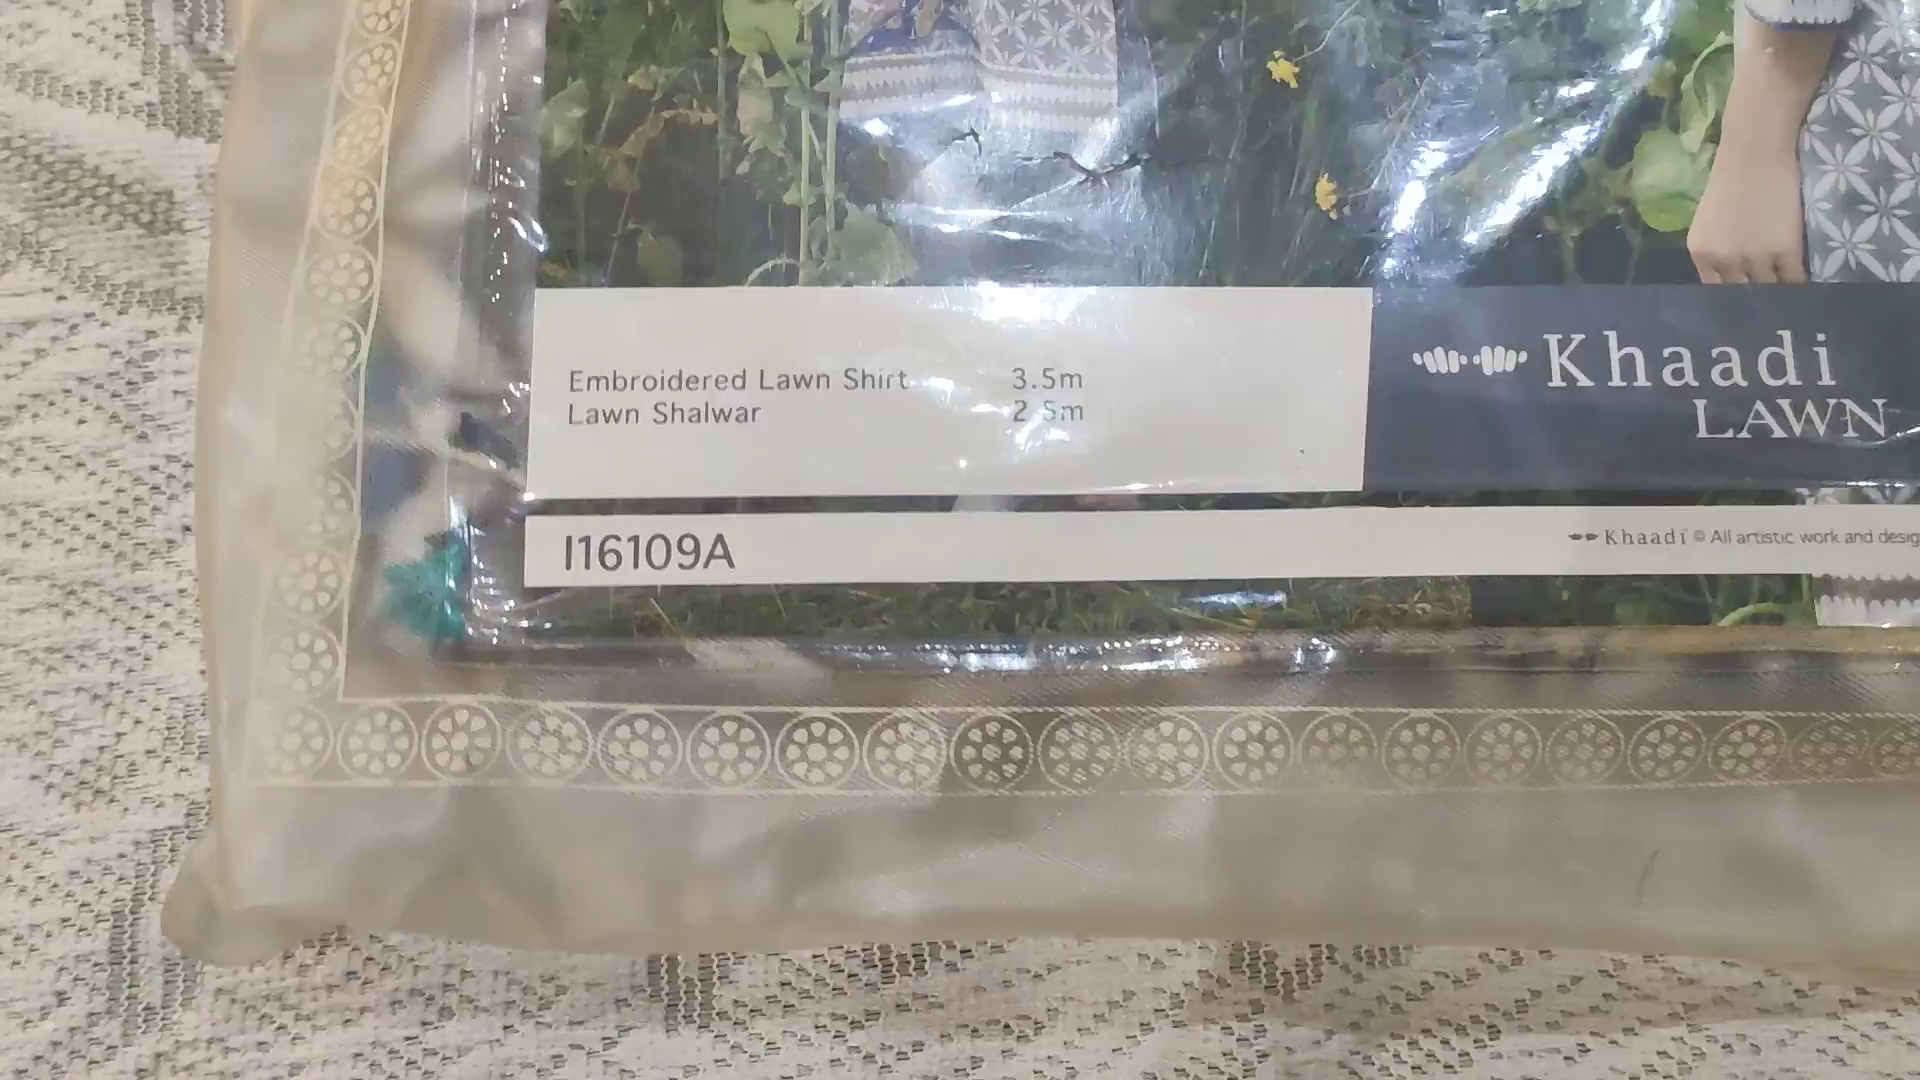 Embroidered Lawn Shirt 3.5m
Lawn Shalwar 2.5m
Khaadi
LAWN
I16109A
Khaadi © All artistic work and desig